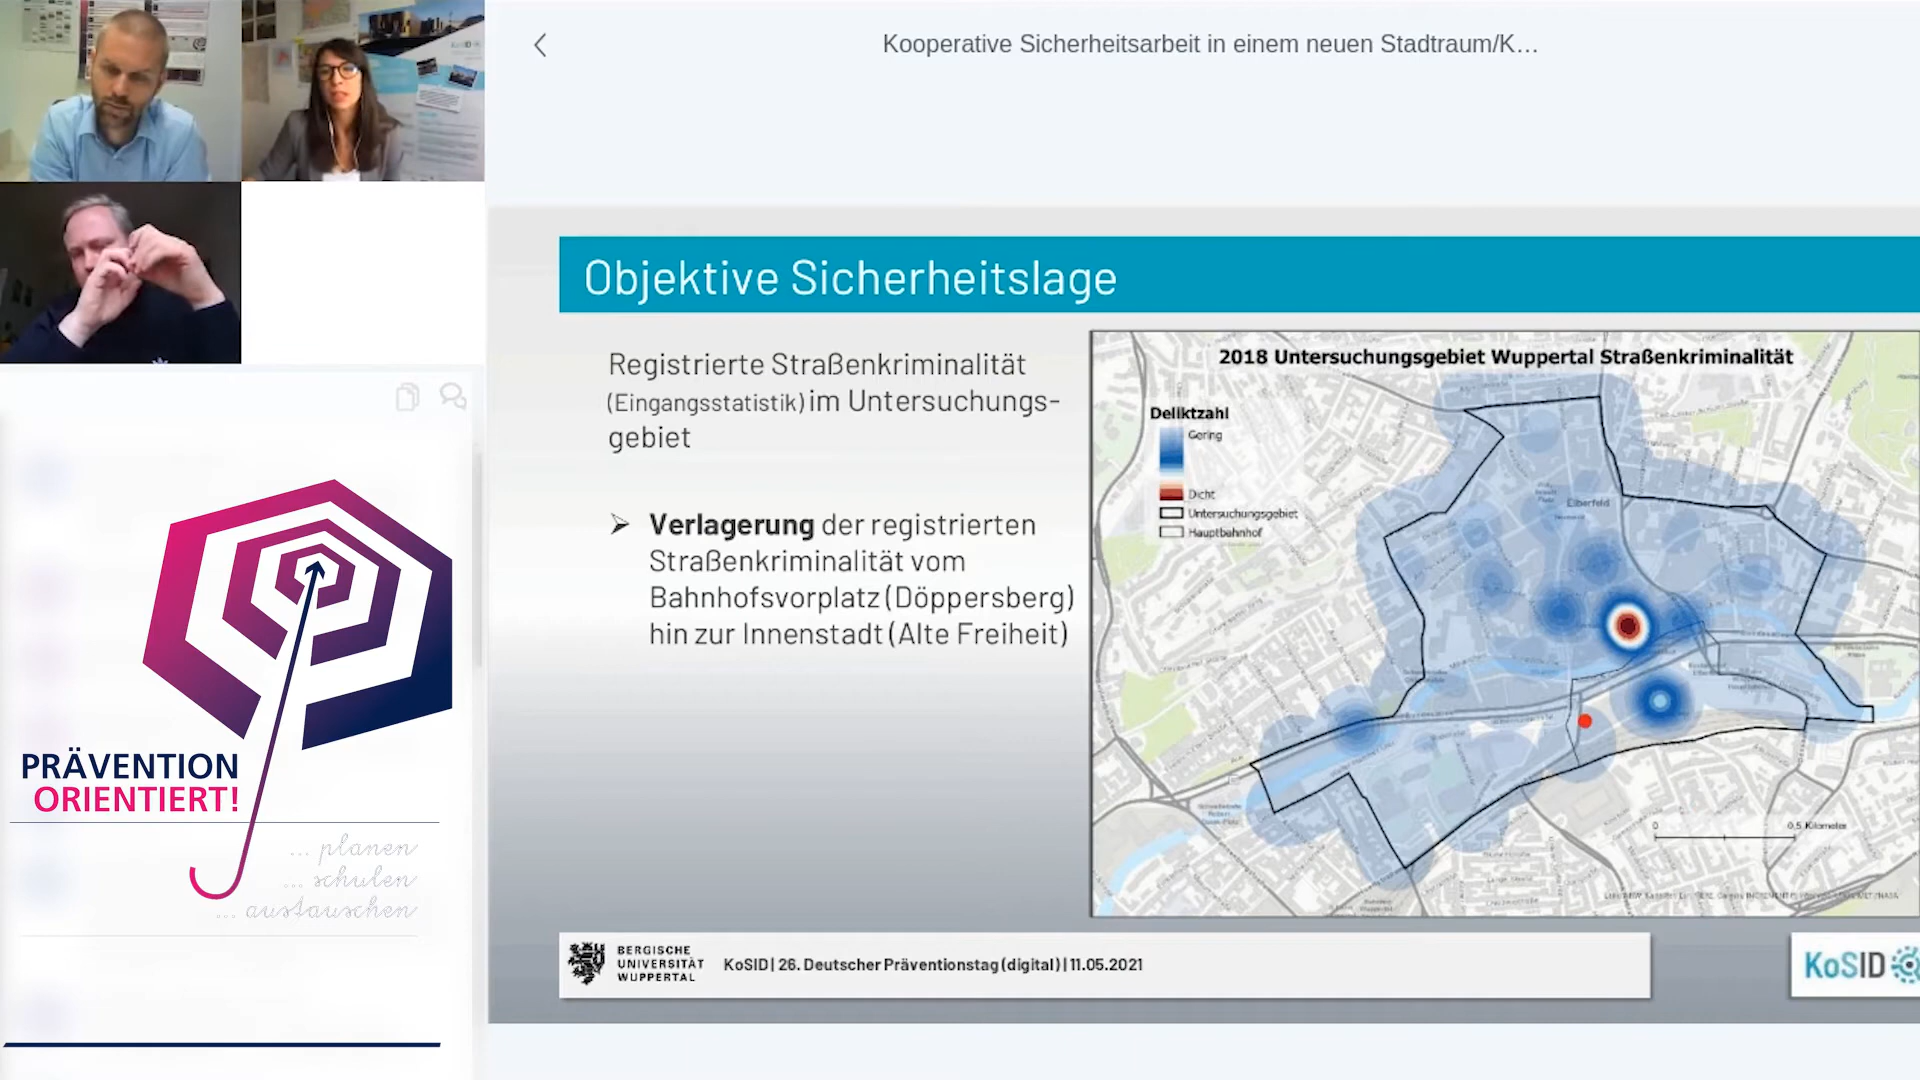 Kooperative Sicherheitsarbeit in einem neuen Stadtraum/K...
Objektive Sicherheitslage
Registrierte Straßenkriminalität
(Eingangsstatistik) im Untersuchungs-
gebiet
➢ Verlagerung der registrierten
Straßenkriminalität vom
Bahnhofsvorplatz (Döppersberg)
hin zur Innenstadt (Alte Freiheit)
2018 Untersuchungsgebiet Wuppertal Straßenkriminalität
Deliktzahl
Gering
Dicht
Untersuchungsgebiet
Hauptbahnhof
Elberfeld
0 0,5 Kilometer
PRÄVENTION
ORIENTIERT!
... planen
... schulen
... austauschen
BERGISCHE
UNIVERSITÄT
WUPPERTAL
KoSID | 26. Deutscher Präventionstag (digital) | 11.05.2021
KoSID